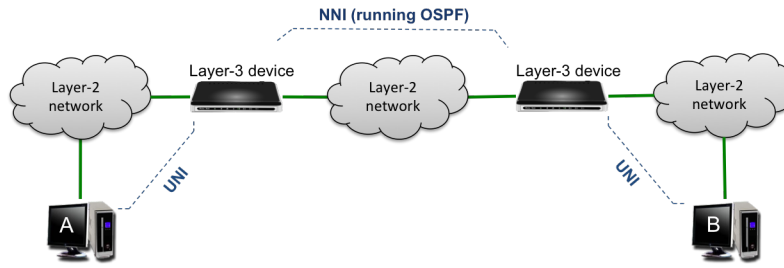 NNI (running OSPF)
Layer-3 device
Layer-3 device
Layer-2
network
Layer-2
network
Layer-2
network
UNI
UNI
A
B